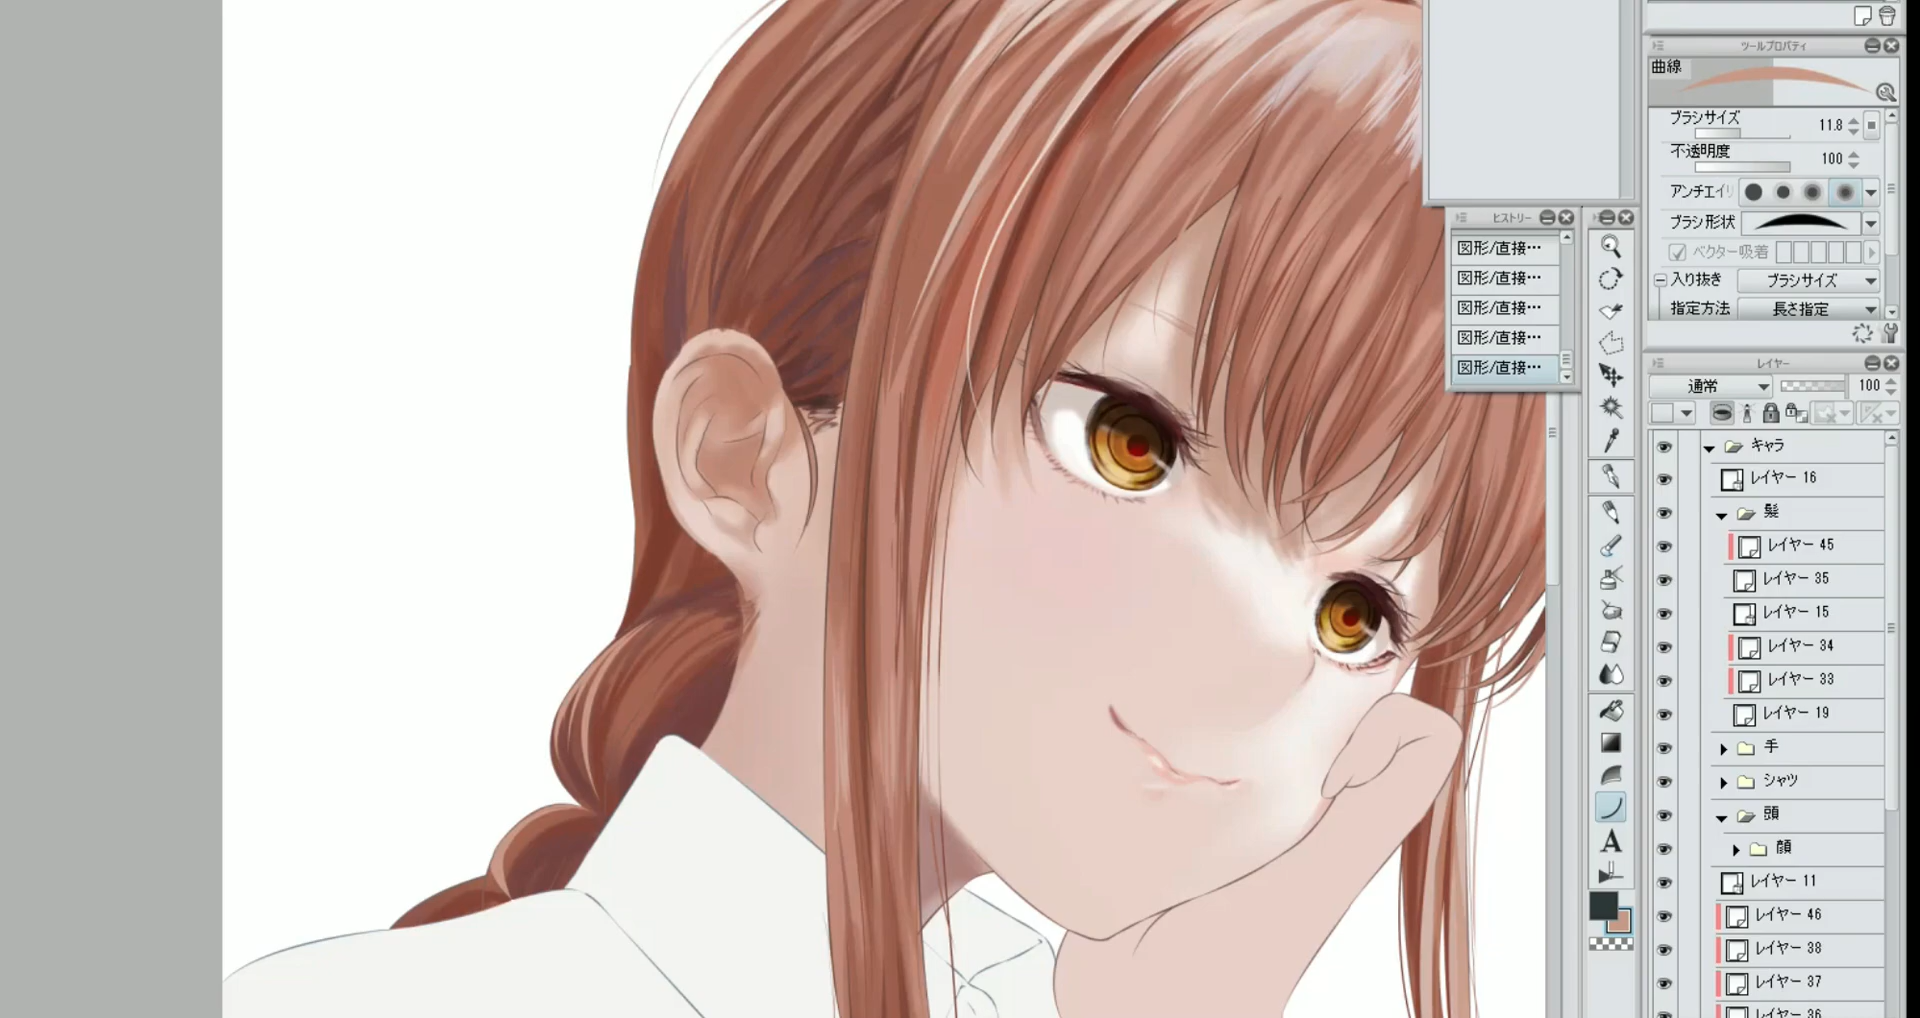 ツールプロパティ
曲線
ブラシサイズ 11.8
不透明度 100
アンチエイリ
ブラシ形状
ベクター吸着
入り抜き ブラシサイズ
指定方法 長さ指定
ヒストリー
図形/直接…
図形/直接…
図形/直接…
図形/直接…
図形/直接…
A
レイヤー
通常 100
キャラ
レイヤー 16
髪
レイヤー 45
レイヤー 35
レイヤー 15
レイヤー 34
レイヤー 33
レイヤー 19
手
シャツ
頭
顔
レイヤー 11
レイヤー 46
レイヤー 38
レイヤー 37
レイヤー 36